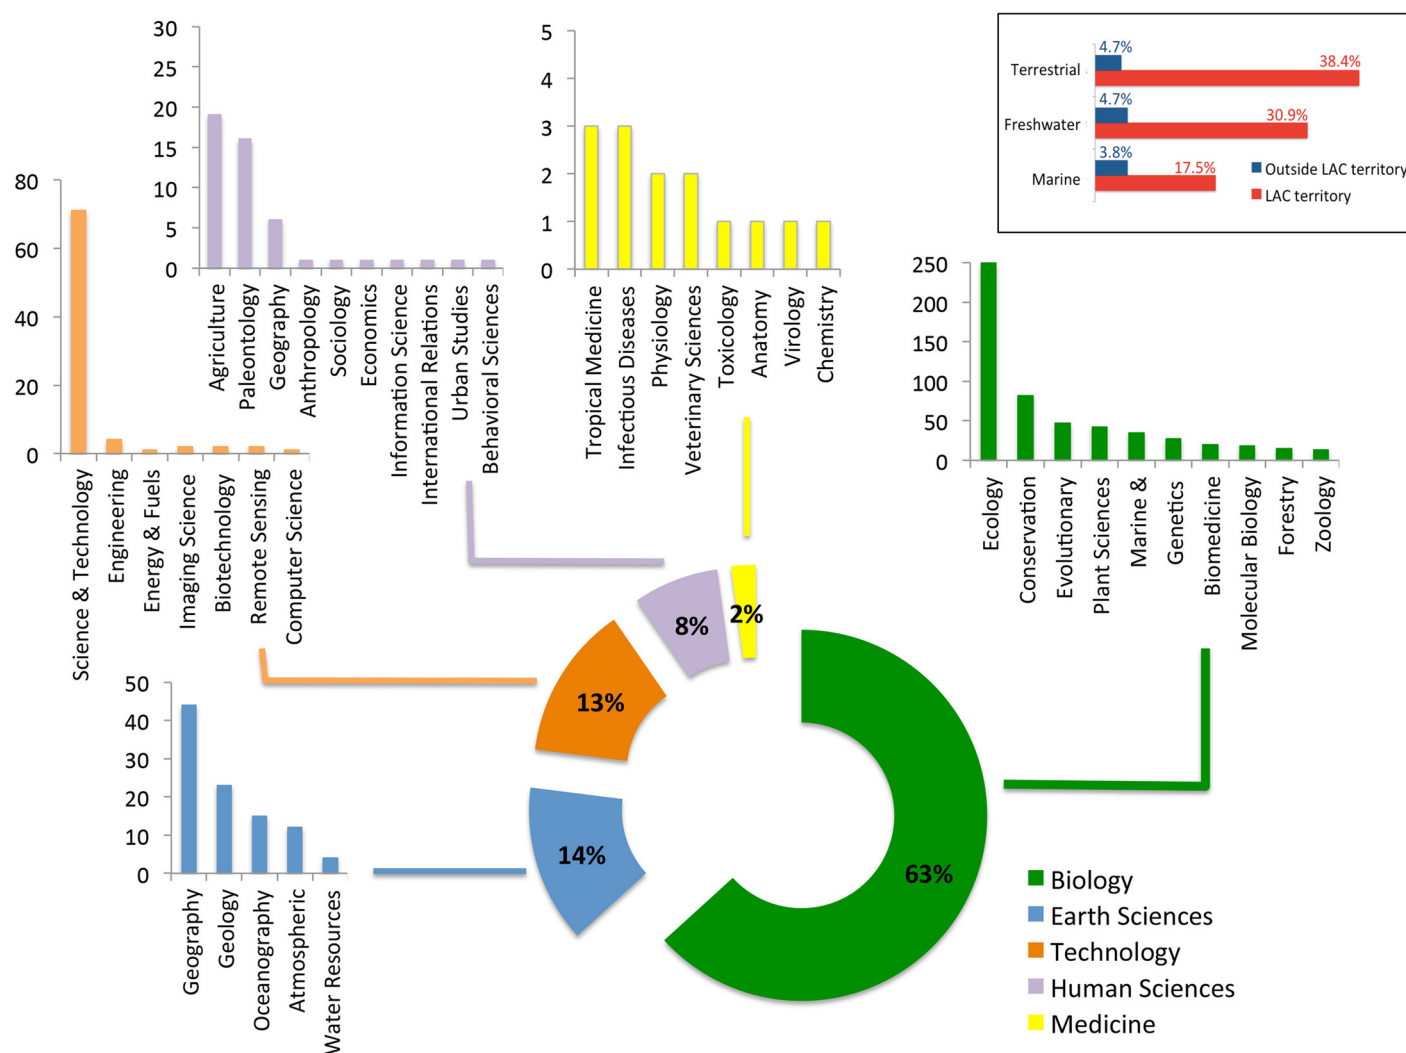 30
25
20
15
10
5
0
Agriculture
Paleontology
Geography
Anthropology
Sociology
Economics
Information Science
International Relations
Urban Studies
Behavioral Sciences
5
4
3
2
1
0
Tropical Medicine
Infectious Diseases
Physiology
Veterinary Sciences
Toxicology
Anatomy
Virology
Chemistry
4.7%
Terrestrial
38.4%
4.7%
Freshwater
30.9%
3.8%
Marine
17.5%
Outside LAC territory
LAC territory
80
60
40
20
0
Science & Technology
Engineering
Energy & Fuels
Imaging Science
Biotechnology
Remote Sensing
Computer Science
250
200
150
100
50
0
Ecology
Conservation
Evolutionary
Plant Sciences
Marine &
Genetics
Biomedicine
Molecular Biology
Forestry
Zoology
50
40
30
20
10
0
Geography
Geology
Oceanography
Atmospheric
Water Resources
2%
8%
13%
14%
63%
Biology
Earth Sciences
Technology
Human Sciences
Medicine